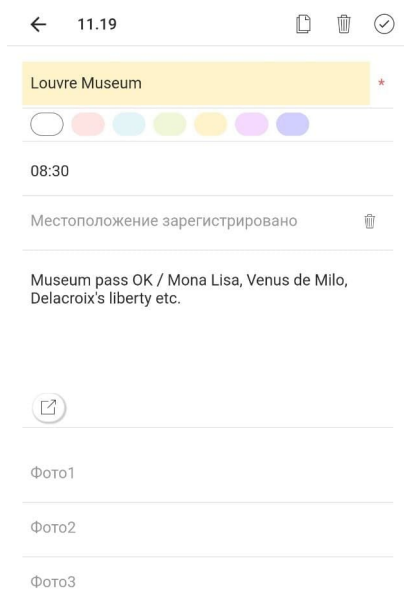 11.19
Louvre Museum
*
08:30
Местоположение зарегистрировано
Museum pass OK / Mona Lisa, Venus de Milo,
Delacroix's liberty etc.
Фото1
Фото2
Фото3